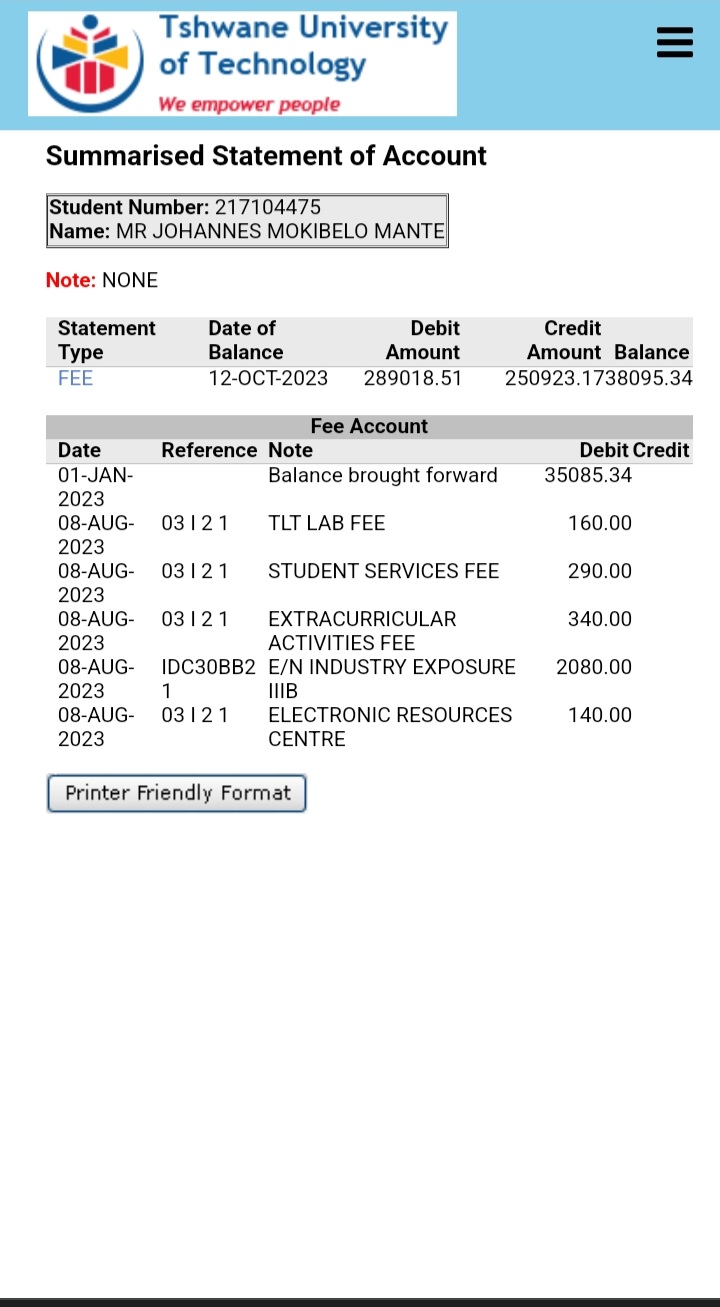 Tshwane University
of Technology
We empower people
Summarised Statement of Account
Student Number: 217104475
Name: MR JOHANNES MOKIBELO MANTE
Note: NONE
Statement Type Date of Balance Debit Amount Credit Amount Balance
FEE 12-OCT-2023 289018.51 250923.1738095.34
Fee Account
Date Reference Note Debit Credit
01-JAN-2023 Balance brought forward 35085.34
08-AUG-2023 03 I 2 1 TLT LAB FEE 160.00
08-AUG-2023 03 I 2 1 STUDENT SERVICES FEE 290.00
08-AUG-2023 03 I 2 1 EXTRACURRICULAR ACTIVITIES FEE 340.00
08-AUG-2023 IDC30BB2 1 E/N INDUSTRY EXPOSURE IIIB 2080.00
08-AUG-2023 03 I 2 1 ELECTRONIC RESOURCES CENTRE 140.00
Printer Friendly Format